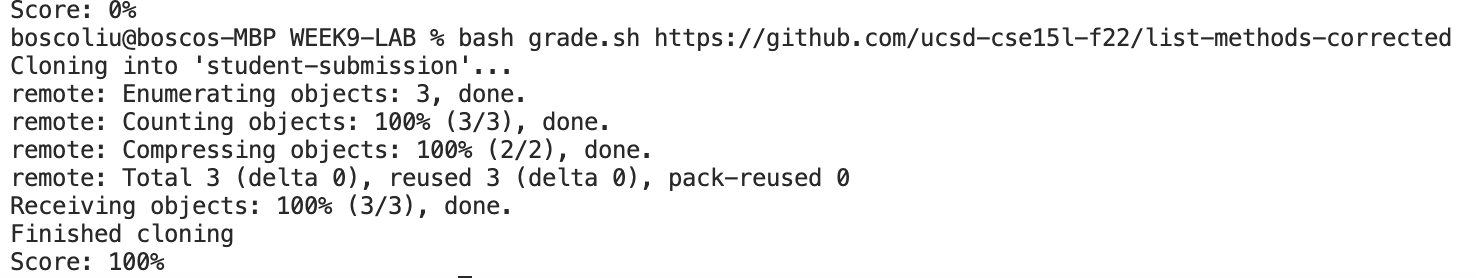 Score: 0%
boscoliu@boscos-MBP WEEK9-LAB % bash grade.sh https://github.com/ucsd-cse15l-f22/list-methods-corrected
Cloning into 'student-submission'...
remote: Enumerating objects: 3, done.
remote: Counting objects: 100% (3/3), done.
remote: Compressing objects: 100% (2/2), done.
remote: Total 3 (delta 0), reused 3 (delta 0), pack-reused 0
Receiving objects: 100% (3/3), done.
Finished cloning
Score: 100%